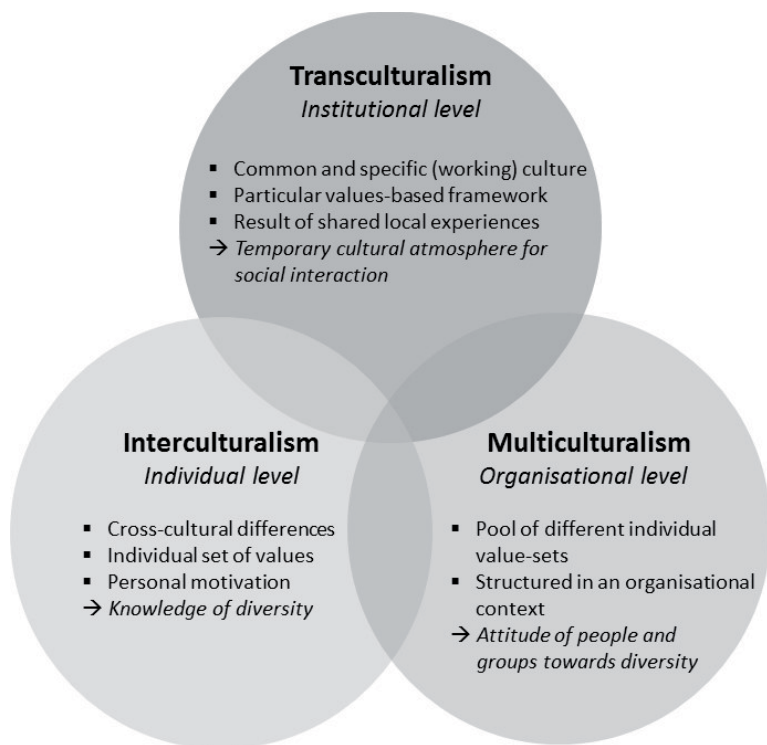 Transculturalism
Institutional level
▪ Common and specific (working) culture
▪ Particular values-based framework
▪ Result of shared local experiences
→ Temporary cultural atmosphere for
social interaction
Interculturalism
Individual level
▪ Cross-cultural differences
▪ Individual set of values
▪ Personal motivation
→ Knowledge of diversity
Multiculturalism
Organisational level
▪ Pool of different individual
value-sets
▪ Structured in an organisational
context
→ Attitude of people and
groups towards diversity